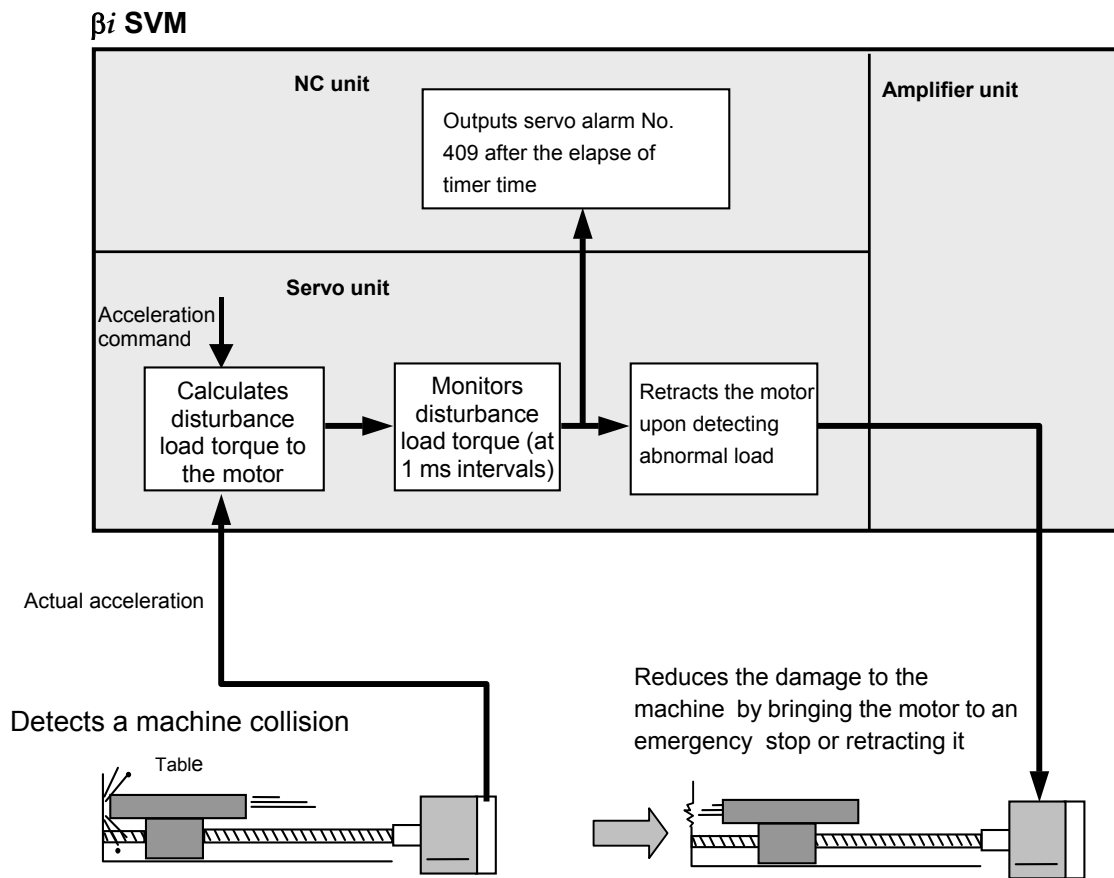 βi SVM
NC unit
Amplifier unit
Outputs servo alarm No.
409 after the elapse of
timer time
Servo unit
Acceleration
command
Calculates
disturbance
load torque to
the motor
Monitors
disturbance
load torque (at
1 ms intervals)
Retracts the motor
upon detecting
abnormal load
Actual acceleration
Detects a machine collision
Table
Reduces the damage to the
machine by bringing the motor to an
emergency stop or retracting it